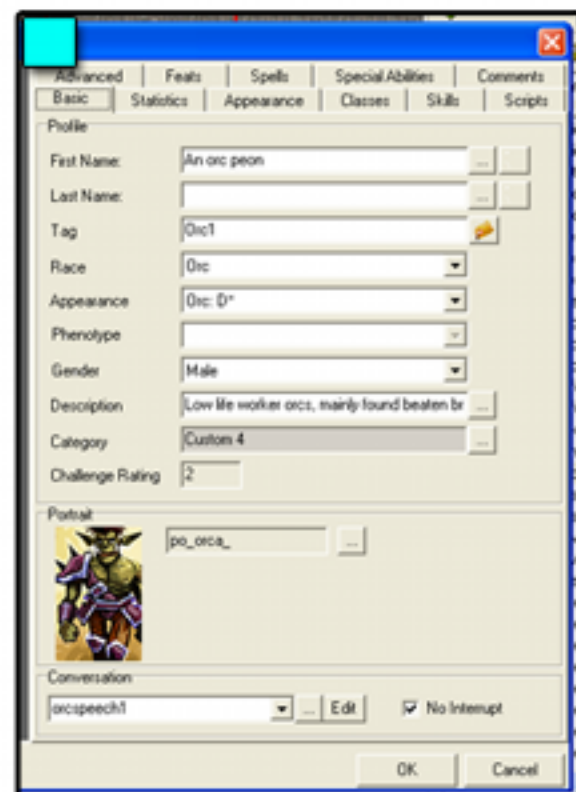 Advanced Feats Spells Special Abilities Comments
Basic Statistics Appearance Classes Skills Scripts
Profile
First Name: An orc peon ...
Last Name: ...
Tag Orc1
Race Orc
Appearance Orc: D*
Phenotype
Gender Male
Description Low life worker orcs, mainly found beaten br ...
Category Custom 4 ...
Challenge Rating 2
Portrait
po_orca_ ...
Conversation
orcspeech1 ... Edit No Interrupt
OK Cancel